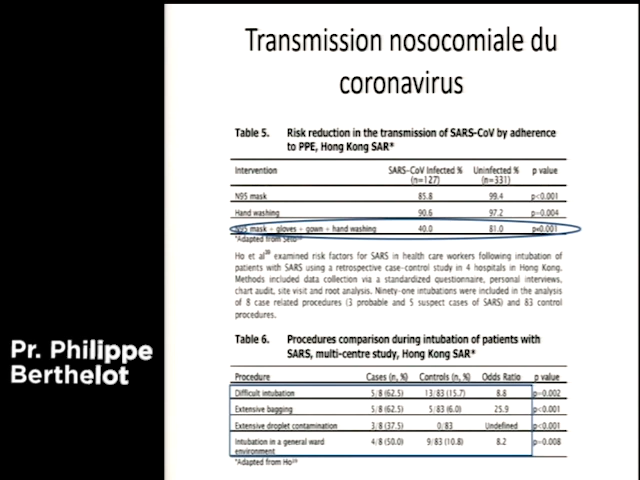 Transmission nosocomiale du
coronavirus
Table 5. Risk reduction in the transmission of SARS-CoV by adherence
to PPE, Hong Kong SAR*
Intervention SARS-CoV Infected % Uninfected % p value
(n=127) (n=331)
N95 mask 85.8 99.4 p<0.001
Hand washing 90.6 97.2 p=0.004
N95 mask + gloves + gown + hand washing 40.0 81.0 p=0.001
*Adapted from Seto
Ho et al examined risk factors for SARS in health care workers following intubation of
patients with SARS using a retrospective case-control study in 4 hospitals in Hong Kong.
Methods included data collection via a standardized questionnaire, personal interviews,
chart audit, site visit and root analysis. Ninety-one intubations were included in the analysis
of 8 case related procedures (3 probable and 5 suspect cases of SARS) and 83 control
procedures.
Table 6. Procedures comparison during intubation of patients with
SARS, multi-centre study, Hong Kong SAR*
Procedure Cases (n, %) Controls (n, %) Odds Ratio p value
Difficult intubation 5/8 (62.5) 13/83 (15.7) 8.8 p=0.002
Extensive bagging 5/8 (62.5) 5/83 (6.0) 25.9 p<0.001
Extensive droplet contamination 3/8 (37.5) 0/83 Undefined p<0.001
Intubation in a general ward 4/8 (50.0) 9/83 (10.8) 8.2 p=0.008
environment
*Adapted from Ho
Pr. Philippe
Berthelot